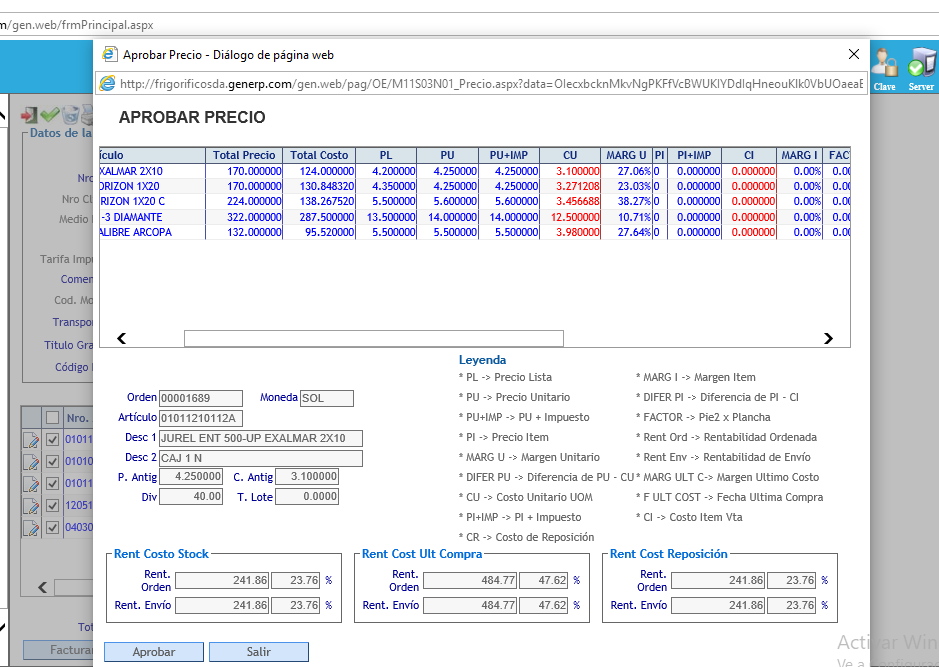 m/gen.web/frmPrincipal.aspx
Aprobar Precio - Diálogo de página web
http://frigorificosda.generp.com/gen.web/pag/OE/M11S03N01_Precio.aspx?data=OIecxbcknMkvNgPKFfVcBWUKlYDdIqHneouKlk0VbUOaeaE
Clave Server
APROBAR PRECIO
Datos de la
ículo Total Precio Total Costo PL PU PU+IMP CU MARG U PI PI+IMP CI MARG I FAC
XALMAR 2X10 170.000000 124.000000 4.200000 4.250000 4.250000 3.100000 27.06% 0 0.000000 0.000000 0.00% 0.00
ORIZON 1X20 170.000000 130.848320 4.350000 4.250000 4.250000 3.271208 23.03% 0 0.000000 0.000000 0.00% 0.00
RIZON 1X20 C 224.000000 138.267520 5.500000 5.600000 5.600000 3.456688 38.27% 0 0.000000 0.000000 0.00% 0.00
-3 DIAMANTE 322.000000 287.500000 13.500000 14.000000 14.000000 12.500000 10.71% 0 0.000000 0.000000 0.00% 0.00
ALIBRE ARCOPA 132.000000 95.520000 5.500000 5.500000 5.500000 3.980000 27.64% 0 0.000000 0.000000 0.00% 0.00
Nro
Nro Cl
Medio
Tarifa Imp
Comen
Cod. Mo
Transpo
Título Gra
Código
Leyenda
* PL -> Precio Lista * MARG I -> Margen Item
Orden 00001689 Moneda SOL * PU -> Precio Unitario * DIFER PI -> Diferencia de PI - CI
Artículo 01011210112A * PU+IMP -> PU + Impuesto * FACTOR -> Pie2 x Plancha
Desc 1 JUREL ENT 500-UP EXALMAR 2X10 * PI -> Precio Item * Rent Ord -> Rentabilidad Ordenada
Desc 2 CAJ 1 N * MARG U -> Margen Unitario * Rent Env -> Rentabilidad de Envío
P. Antig 4.250000 C. Antig 3.100000 * DIFER PU -> Diferencia de PU - CU * MARG ULT C-> Margen Ultimo Costo
Div 40.00 T. Lote 0.0000 * CU -> Costo Unitario UOM * F ULT COST -> Fecha Ultima Compra
* PI+IMP -> PI + Impuesto * CI -> Costo Item Vta
* CR -> Costo de Reposición
Nro.
01011
01010
01011
12051
04030
Rent Costo Stock Rent Cost Ult Compra Rent Cost Reposición
Rent. Orden 241.86 23.76 % Rent. Orden 484.77 47.62 % Rent. Orden 241.86 23.76 %
Rent. Envío 241.86 23.76 % Rent. Envío 484.77 47.62 % Rent. Envío 241.86 23.76 %
Tot
Facturar
Aprobar Salir
Activar Win
Ve a configurac